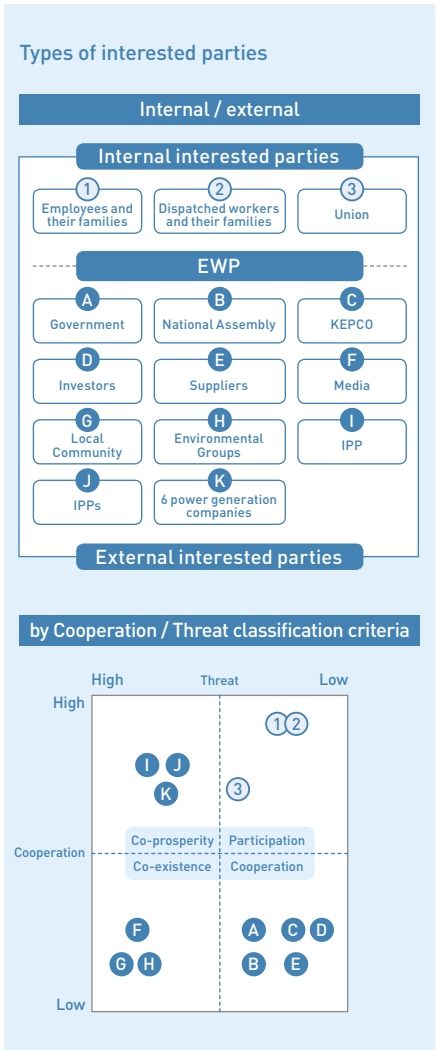 Types of interested parties
Internal / external
Internal interested parties
1 2 3
Employees and
their families
Dispatched workers
and their families
Union
EWP
A B C
Government National Assembly KEPCO
D E F
Investors Suppliers Media
G H I
Local
Community
Environmental
Groups
IPP
J K
IPPs
6 power generation
companies
External interested parties
by Cooperation / Threat classification criteria
High Threat Low
High
1 2
I J
3
K
Co-prosperity Participation
Cooperation
Co-existence Cooperation
F A C D
G H B E
Low